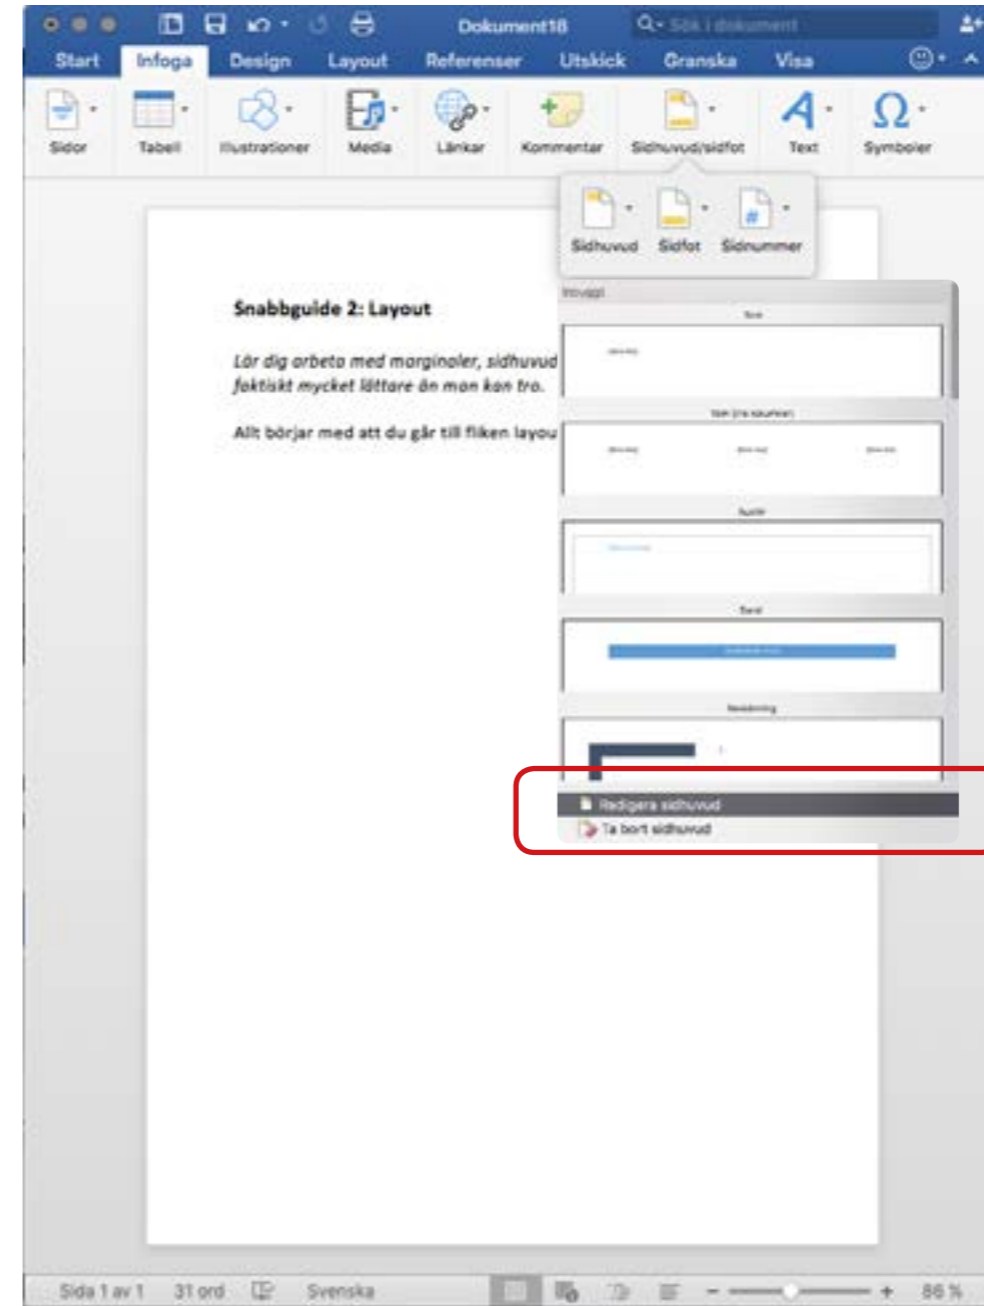 Dokument18
Sök i dokument
Start Infoga Design Layout Referenser Utskick Granska Visa
Sidor Tabell Illustrationer Media Länkar Kommentar Sidhuvud/sidfot Text Symboler
Sidhuvud Sidfot Sidnummer
Inbyggt
Snabbguide 2: Layout
Lär dig arbeta med marginaler, sidhuvud
faktiskt mycket lättare än man kan tro.
Allt börjar med att du går till fliken layou
Redigera sidhuvud
Ta bort sidhuvud
Sida 1 av 1 31 ord Svenska 86 %